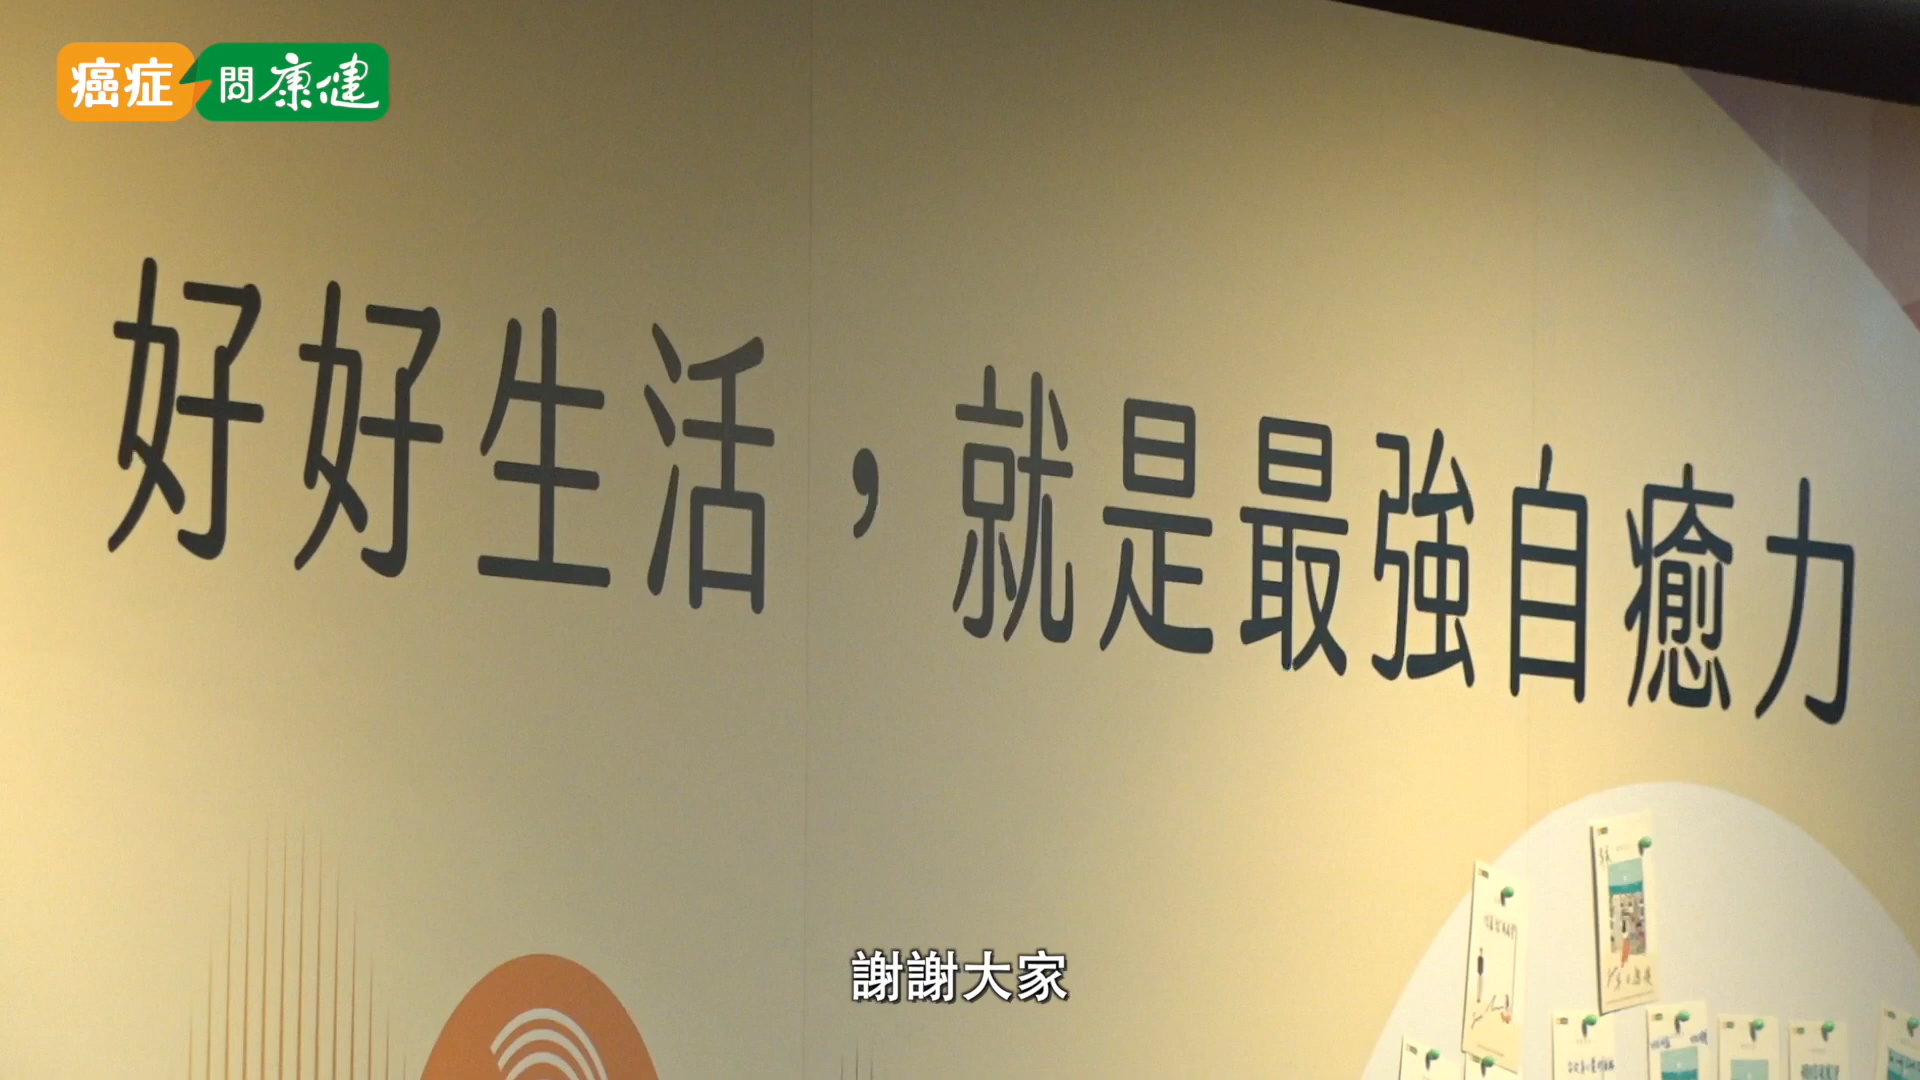 癌症問康健
好好生活，就是最強自癒力
謝謝大家